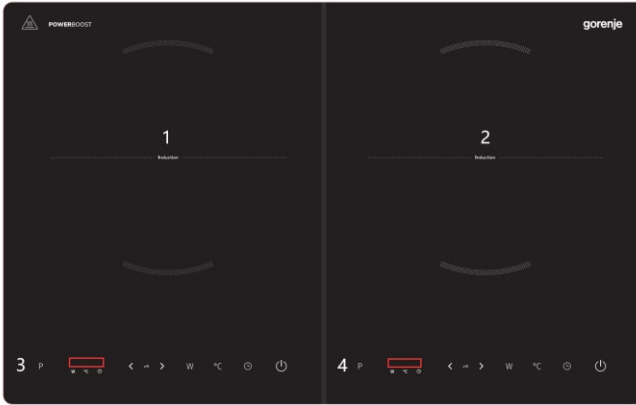 POWERBOOST
gorenje
1
Induction
2
Induction
3 P W °C W °C
4 P W °C W °C